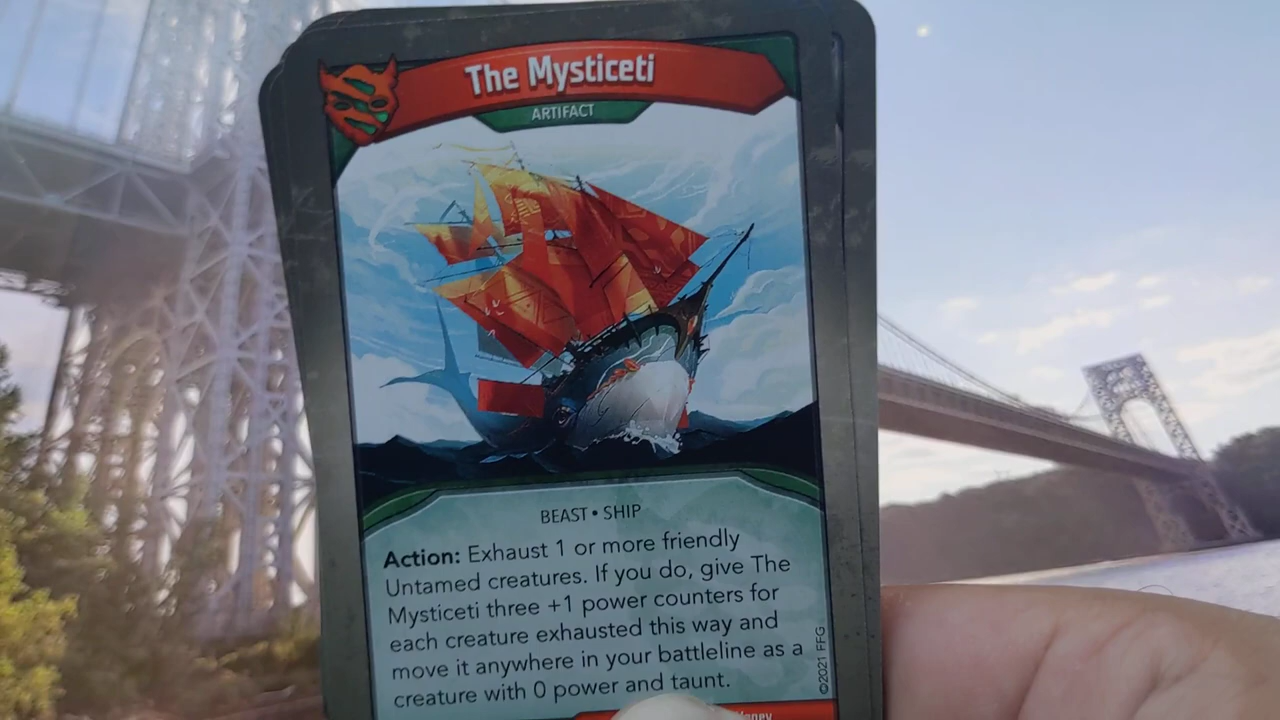 The Mysticeti
ARTIFACT
BEAST • SHIP
Action: Exhaust 1 or more friendly
Untamed creatures. If you do, give The
Mysticeti three +1 power counters for
each creature exhausted this way and
move it anywhere in your battleline as a
creature with 0 power and taunt.
©2021 FFG